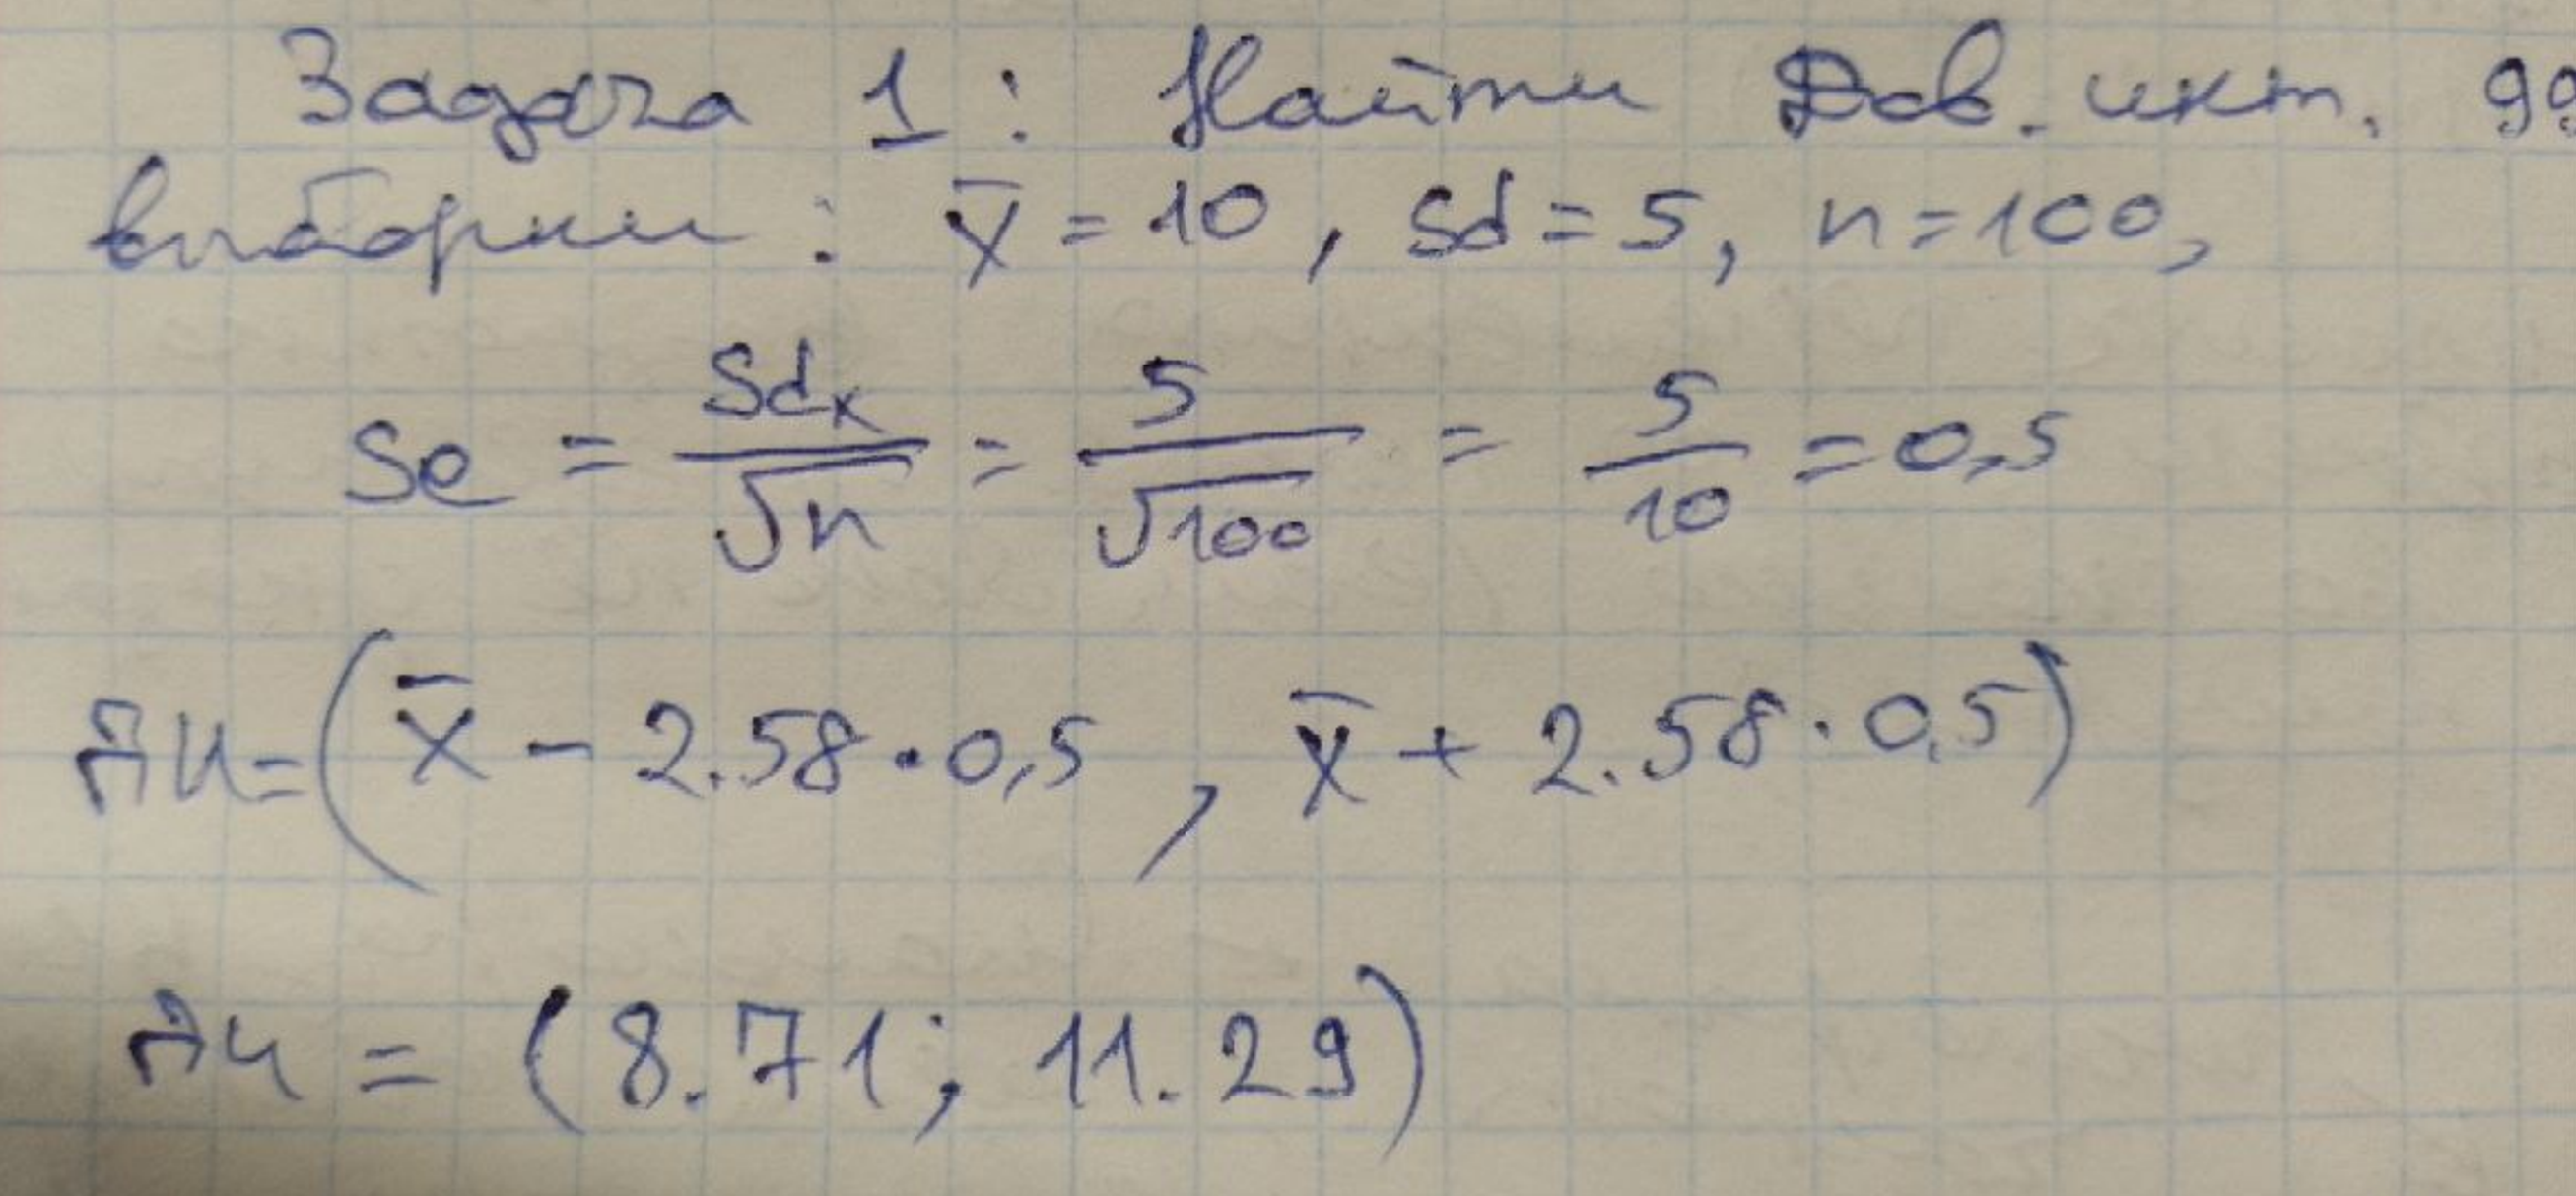 Задача 1: Найти Дов. инт. 99
выборки: x̄ = 10, sd = 5, n = 100,
se = sdₓ/√n = 5/√100 = 5/10 = 0,5
ДИ = (x̄ - 2.58 · 0,5, x̄ + 2.58 · 0,5)
ДИ = (8.71; 11.29)